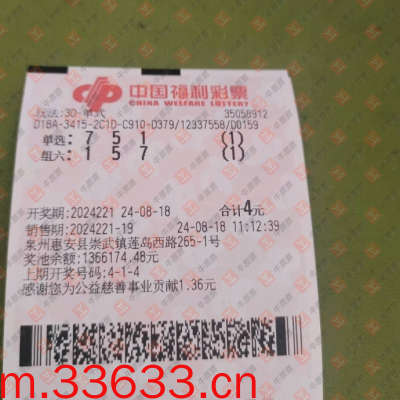 中国福利彩票
CHINA WELFARE LOTTERY
玩法:3D-单式 35058912
D18A-3415-2C1D-C910-D379/12337558/D0159
单选: 7 5 1 (1)
组六: 1 5 7 (1)
开奖期:2024221 24-08-18 合计4元
销售期:2024221-19 24-08-18 11:12:39
泉州惠安县崇武镇莲岛西路265-1号
奖池余额:1366174.48元
上期开奖号码:4-1-4
感谢您为公益慈善事业贡献1.36元
m.33633.cn